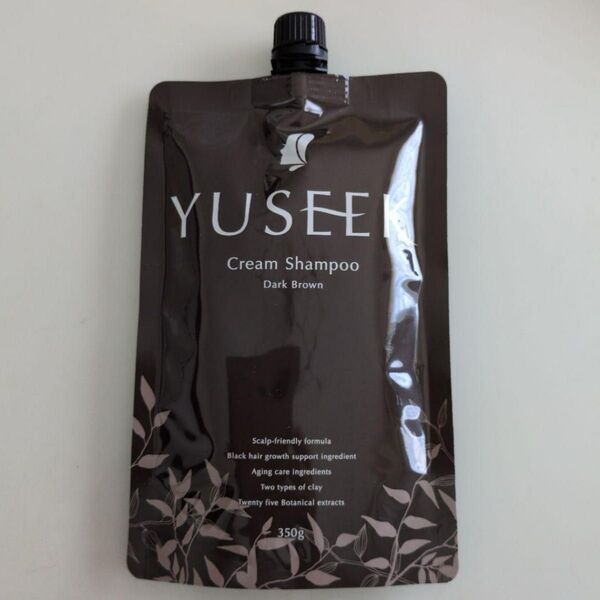 YUSEEK
Cream Shampoo
Dark Brown
Scalp-friendly formula
Black hair growth support ingredient
Aging care ingredients
Two types of clay
Twenty five Botanical extracts
350g